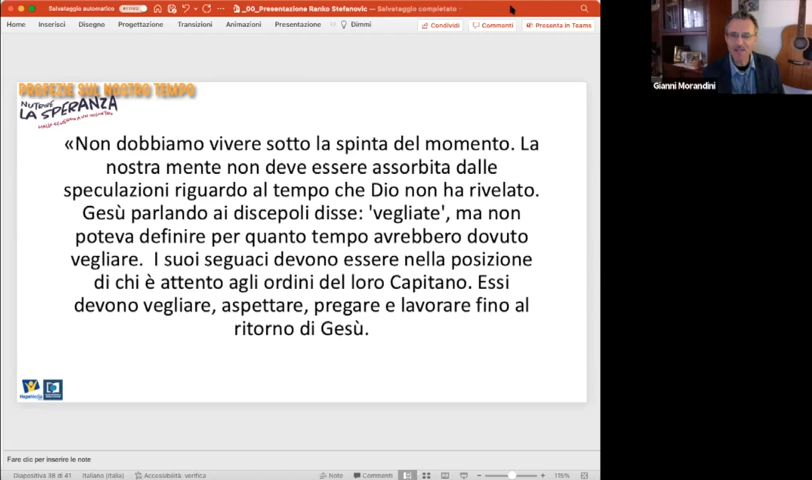 Salvataggio automatico
_00_Presentazione Ranko Stefanovic — Salvataggio completato
Home Inserisci Disegno Progettazione Transizioni Animazioni Presentazione Dimmi
Condividi Commenti Presenta in Teams
Gianni Morandini
PROFEZIE SUL NOSTRO TEMPO
NUTRIRE
LA SPERANZA
«Non dobbiamo vivere sotto la spinta del momento. La
nostra mente non deve essere assorbita dalle
speculazioni riguardo al tempo che Dio non ha rivelato.
Gesù parlando ai discepoli disse: 'vegliate', ma non
poteva definire per quanto tempo avrebbero dovuto
vegliare.  I suoi seguaci devono essere nella posizione
di chi è attento agli ordini del loro Capitano. Essi
devono vegliare, aspettare, pregare e lavorare fino al
ritorno di Gesù.
HopeMedia
Fare clic per inserire le note
Diapositiva 38 di 41 Italiano (Italia) Accessibilità: verifica Note Commenti 115%